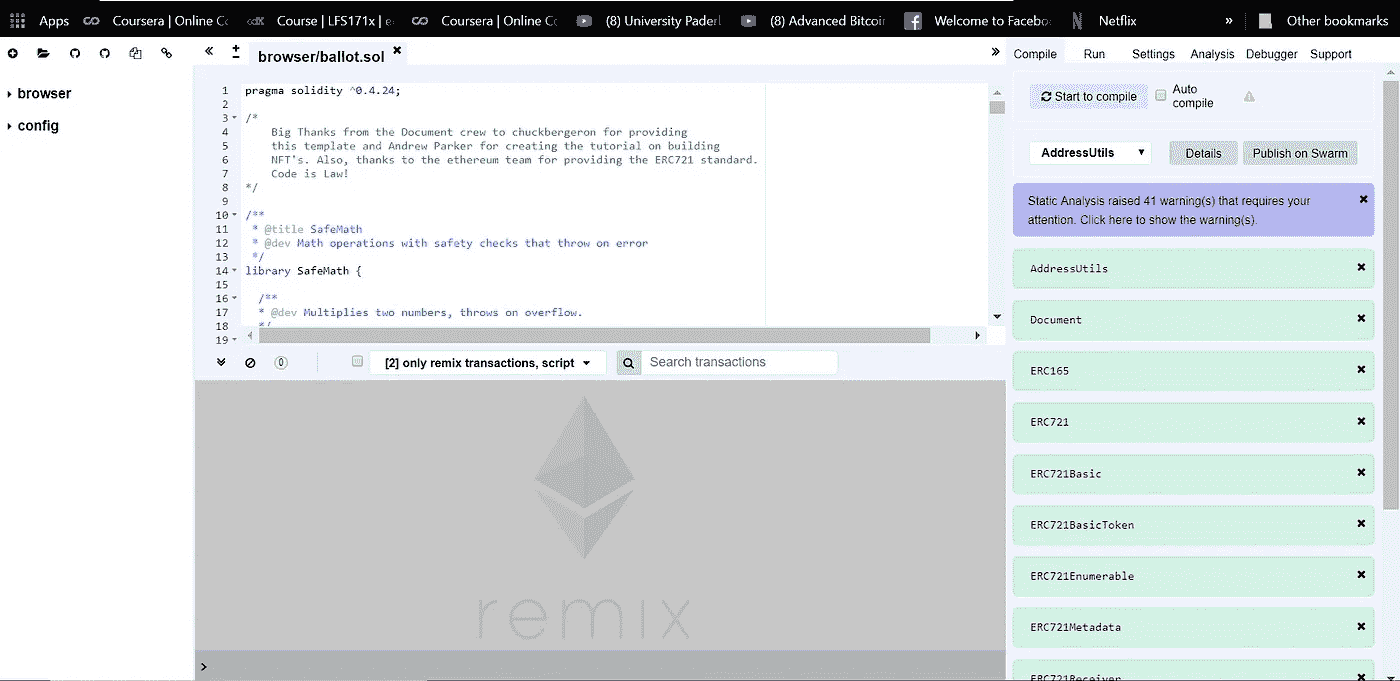 Apps
Coursera | Online Co
Course | LFS171x | e
Coursera | Online Co
(8) University Paderl
(8) Advanced Bitcoin
Welcome to Facebo
Netflix
»
Other bookmarks
browser
config
browser/ballot.sol
1 pragma solidity ^0.4.24;
2
3 /*
4 Big Thanks from the Document crew to chuckbergeron for providing
5 this template and Andrew Parker for creating the tutorial on building
6 NFT's. Also, thanks to the ethereum team for providing the ERC721 standard.
7 Code is Law!
8 */
9
10 /**
11 * @title SafeMath
12 * @dev Math operations with safety checks that throw on error
13 */
14 library SafeMath {
15
16 /**
17 * @dev Multiplies two numbers, throws on overflow.
18 */
19
0
[2] only remix transactions, script
Search transactions
remix
>
Compile
Run
Settings
Analysis
Debugger
Support
Start to compile
Auto
compile
AddressUtils
Details
Publish on Swarm
Static Analysis raised 41 warning(s) that requires your
attention. Click here to show the warning(s).
AddressUtils
Document
ERC165
ERC721
ERC721Basic
ERC721BasicToken
ERC721Enumerable
ERC721Metadata
ERC721Receiver